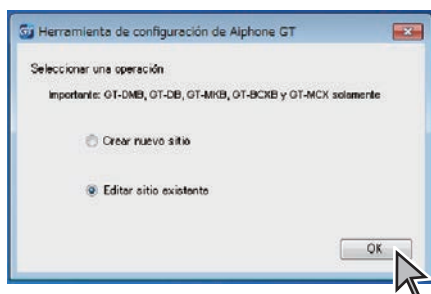 Herramienta de configuración de Aiphone GT
Seleccionar una operación
Importante: GT-DMB, GT-DB, GT-MKB, GT-BCXB y GT-MCX solamente
Crear nuevo sitio
Editar sitio existente
OK